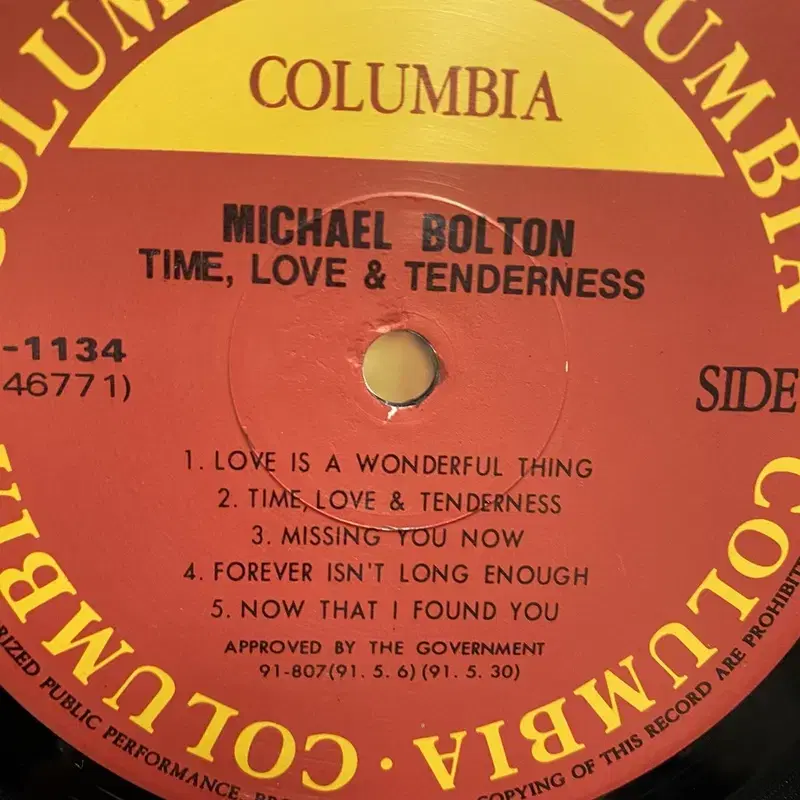 COLUMBIA
MICHAEL BOLTON
TIME, LOVE & TENDERNESS
-1134
46771)
SIDE
1. LOVE IS A WONDERFUL THING
2. TIME, LOVE & TENDERNESS
3. MISSING YOU NOW
4. FOREVER ISN'T LONG ENOUGH
5. NOW THAT I FOUND YOU
APPROVED BY THE GOVERNMENT
91-807(91. 5. 6)(91. 5. 30)
COLUMBIA
COLUMBIA
COLUMBIA · COLUMBIA
RIZED PUBLIC PERFORMANCE,
COPYING OF THIS RECORD ARE PROHIBIT